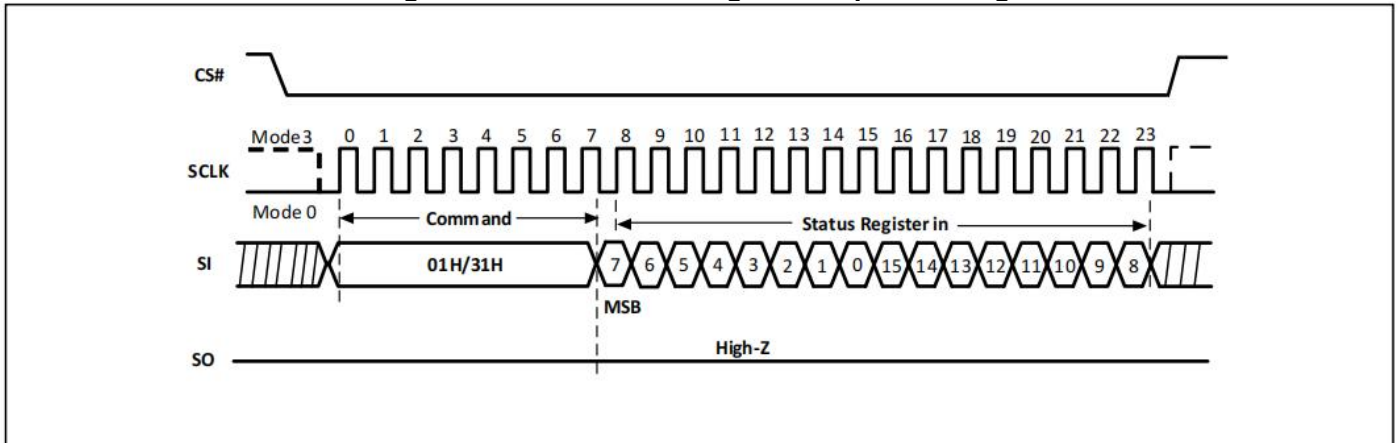 CS#
Mode3 0 1 2 3 4 5 6 7 8 9 10 11 12 13 14 15 16 17 18 19 20 21 22 23
SCLK
Mode 0 Command Status Register in
SI 01H/31H 7 6 5 4 3 2 1 0 15 14 13 12 11 10 9 8
MSB
SO High-Z